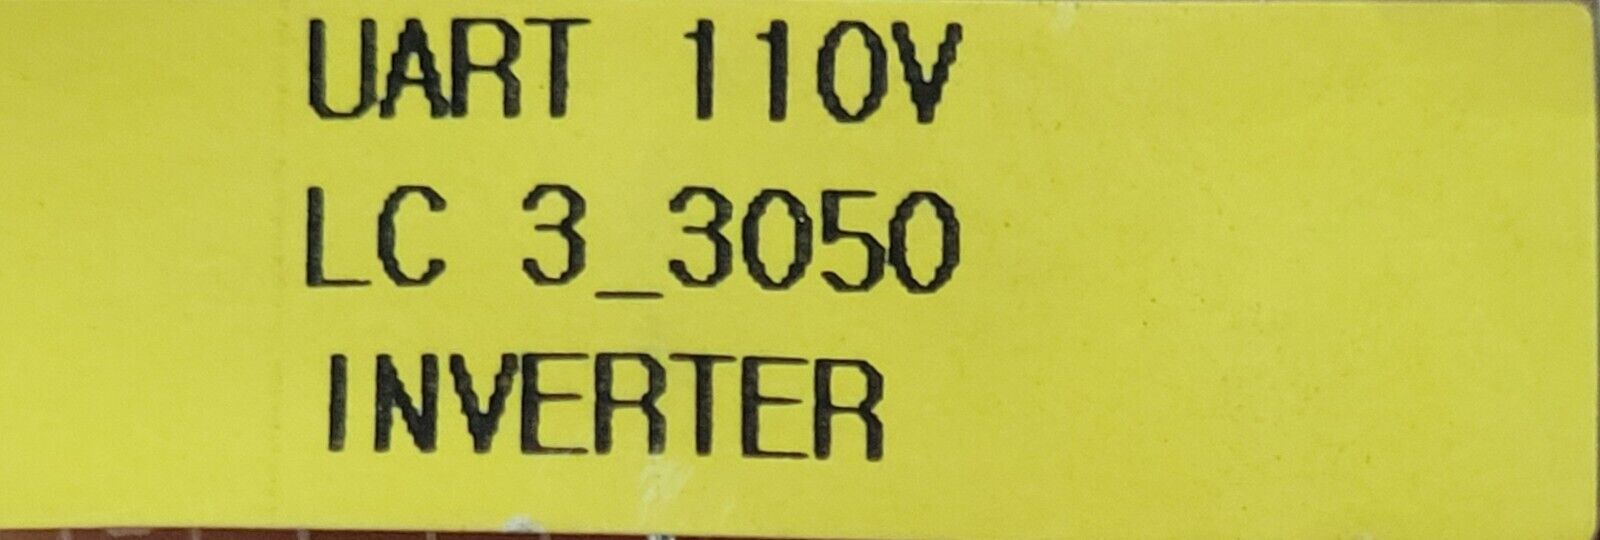 UART 110V
LC 3_3050
INVERTER